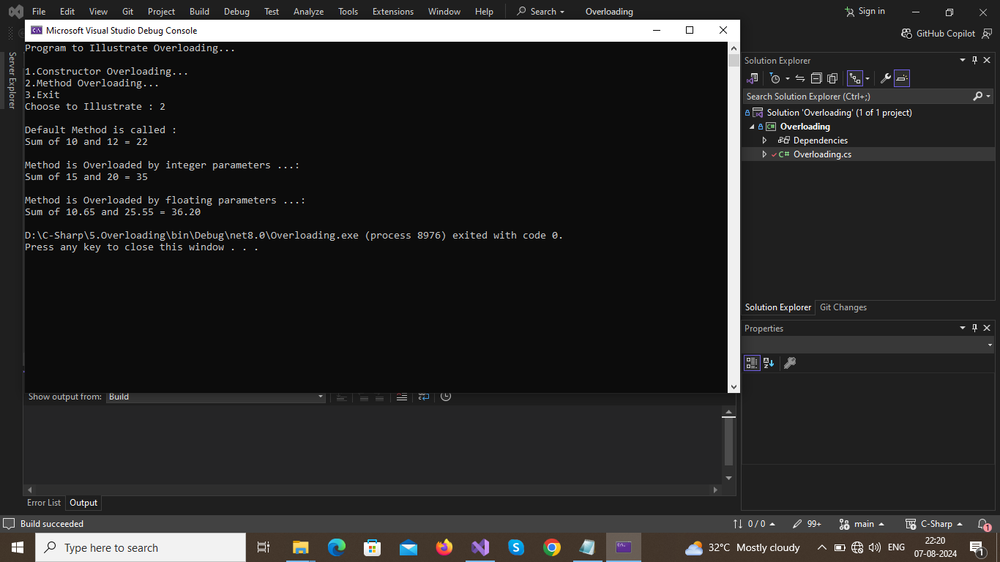 File Edit View Git Project Build Debug Test Analyze Tools Extensions Window Help Search Overloading Sign in
GitHub Copilot
Server Explorer
Microsoft Visual Studio Debug Console
Program to Illustrate Overloading...
1.Constructor Overloading...
2.Method Overloading...
3.Exit
Choose to Illustrate : 2
Default Method is called :
Sum of 10 and 12 = 22
Method is Overloaded by integer parameters ...:
Sum of 15 and 20 = 35
Method is Overloaded by floating parameters ...:
Sum of 10.65 and 25.55 = 36.20
D:\C-Sharp\5.Overloading\bin\Debug\net8.0\Overloading.exe (process 8976) exited with code 0.
Press any key to close this window . . .
Solution Explorer
Search Solution Explorer (Ctrl+;)
Solution 'Overloading' (1 of 1 project)
C# Overloading
Dependencies
C# Overloading.cs
Solution Explorer Git Changes
Properties
Show output from: Build
Error List Output
Build succeeded 0 / 0 99+ main C-Sharp 1
Type here to search 32°C Mostly cloudy ENG 22:20
07-08-2024 1